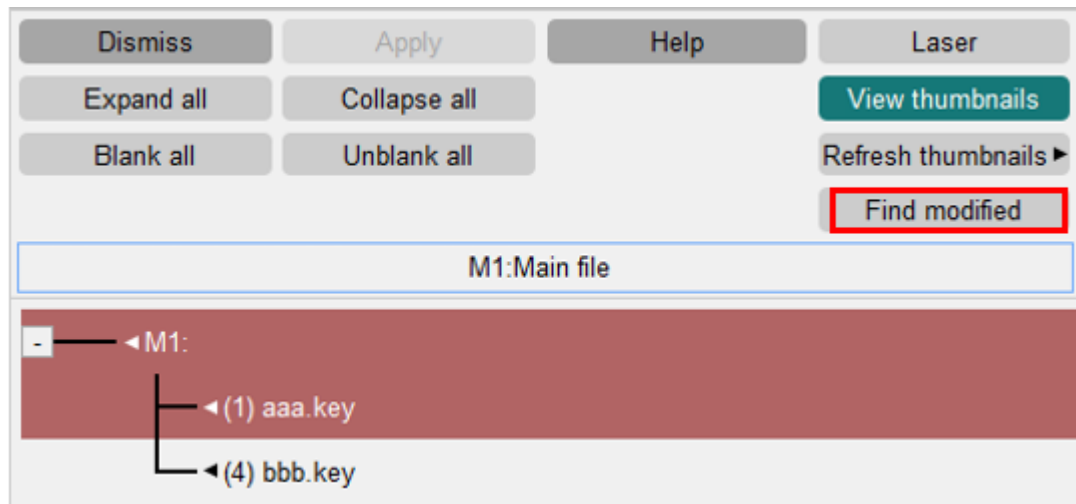 Dismiss Apply Help Laser
Expand all Collapse all View thumbnails
Blank all Unblank all Refresh thumbnails
Find modified
M1:Main file
- M1:
(1) aaa.key
(4) bbb.key